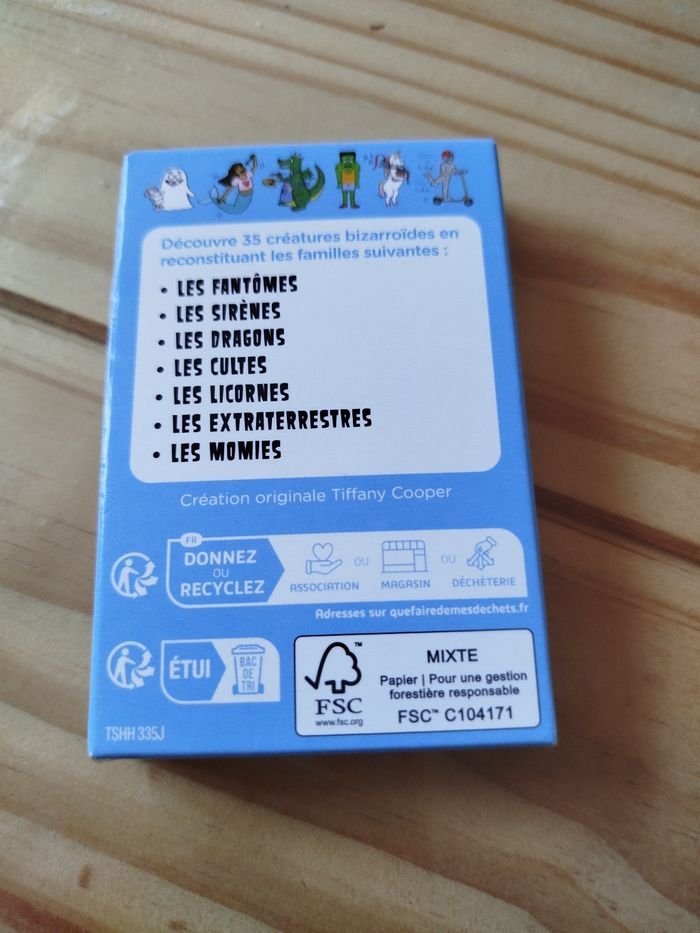 Découvre 35 créatures bizarroïdes en
reconstituant les familles suivantes :
• LES FANTÔMES
• LES SIRÈNES
• LES DRAGONS
• LES CULTES
• LES LICORNES
• LES EXTRATERRESTRES
• LES MOMIES
Création originale Tiffany Cooper
FR
DONNEZ
OU
RECYCLEZ
ASSOCIATION
OU
MAGASIN
OU
DÉCHÈTERIE
Adresses sur quefairedemesdechets.fr
ÉTUI
BAC
DE
TRI
FSC™
www.fsc.org
MIXTE
Papier | Pour une gestion
forestière responsable
FSC™ C104171
TSHH 335J